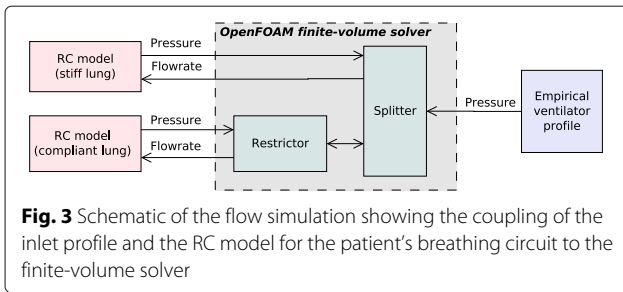 OpenFOAM finite-volume solver
RC model
(stiff lung)
Pressure
Flowrate
Splitter
Pressure
Empirical
ventilator
profile
RC model
(compliant lung)
Pressure
Flowrate
Restrictor
Fig. 3 Schematic of the flow simulation showing the coupling of the
inlet profile and the RC model for the patient’s breathing circuit to the
finite-volume solver